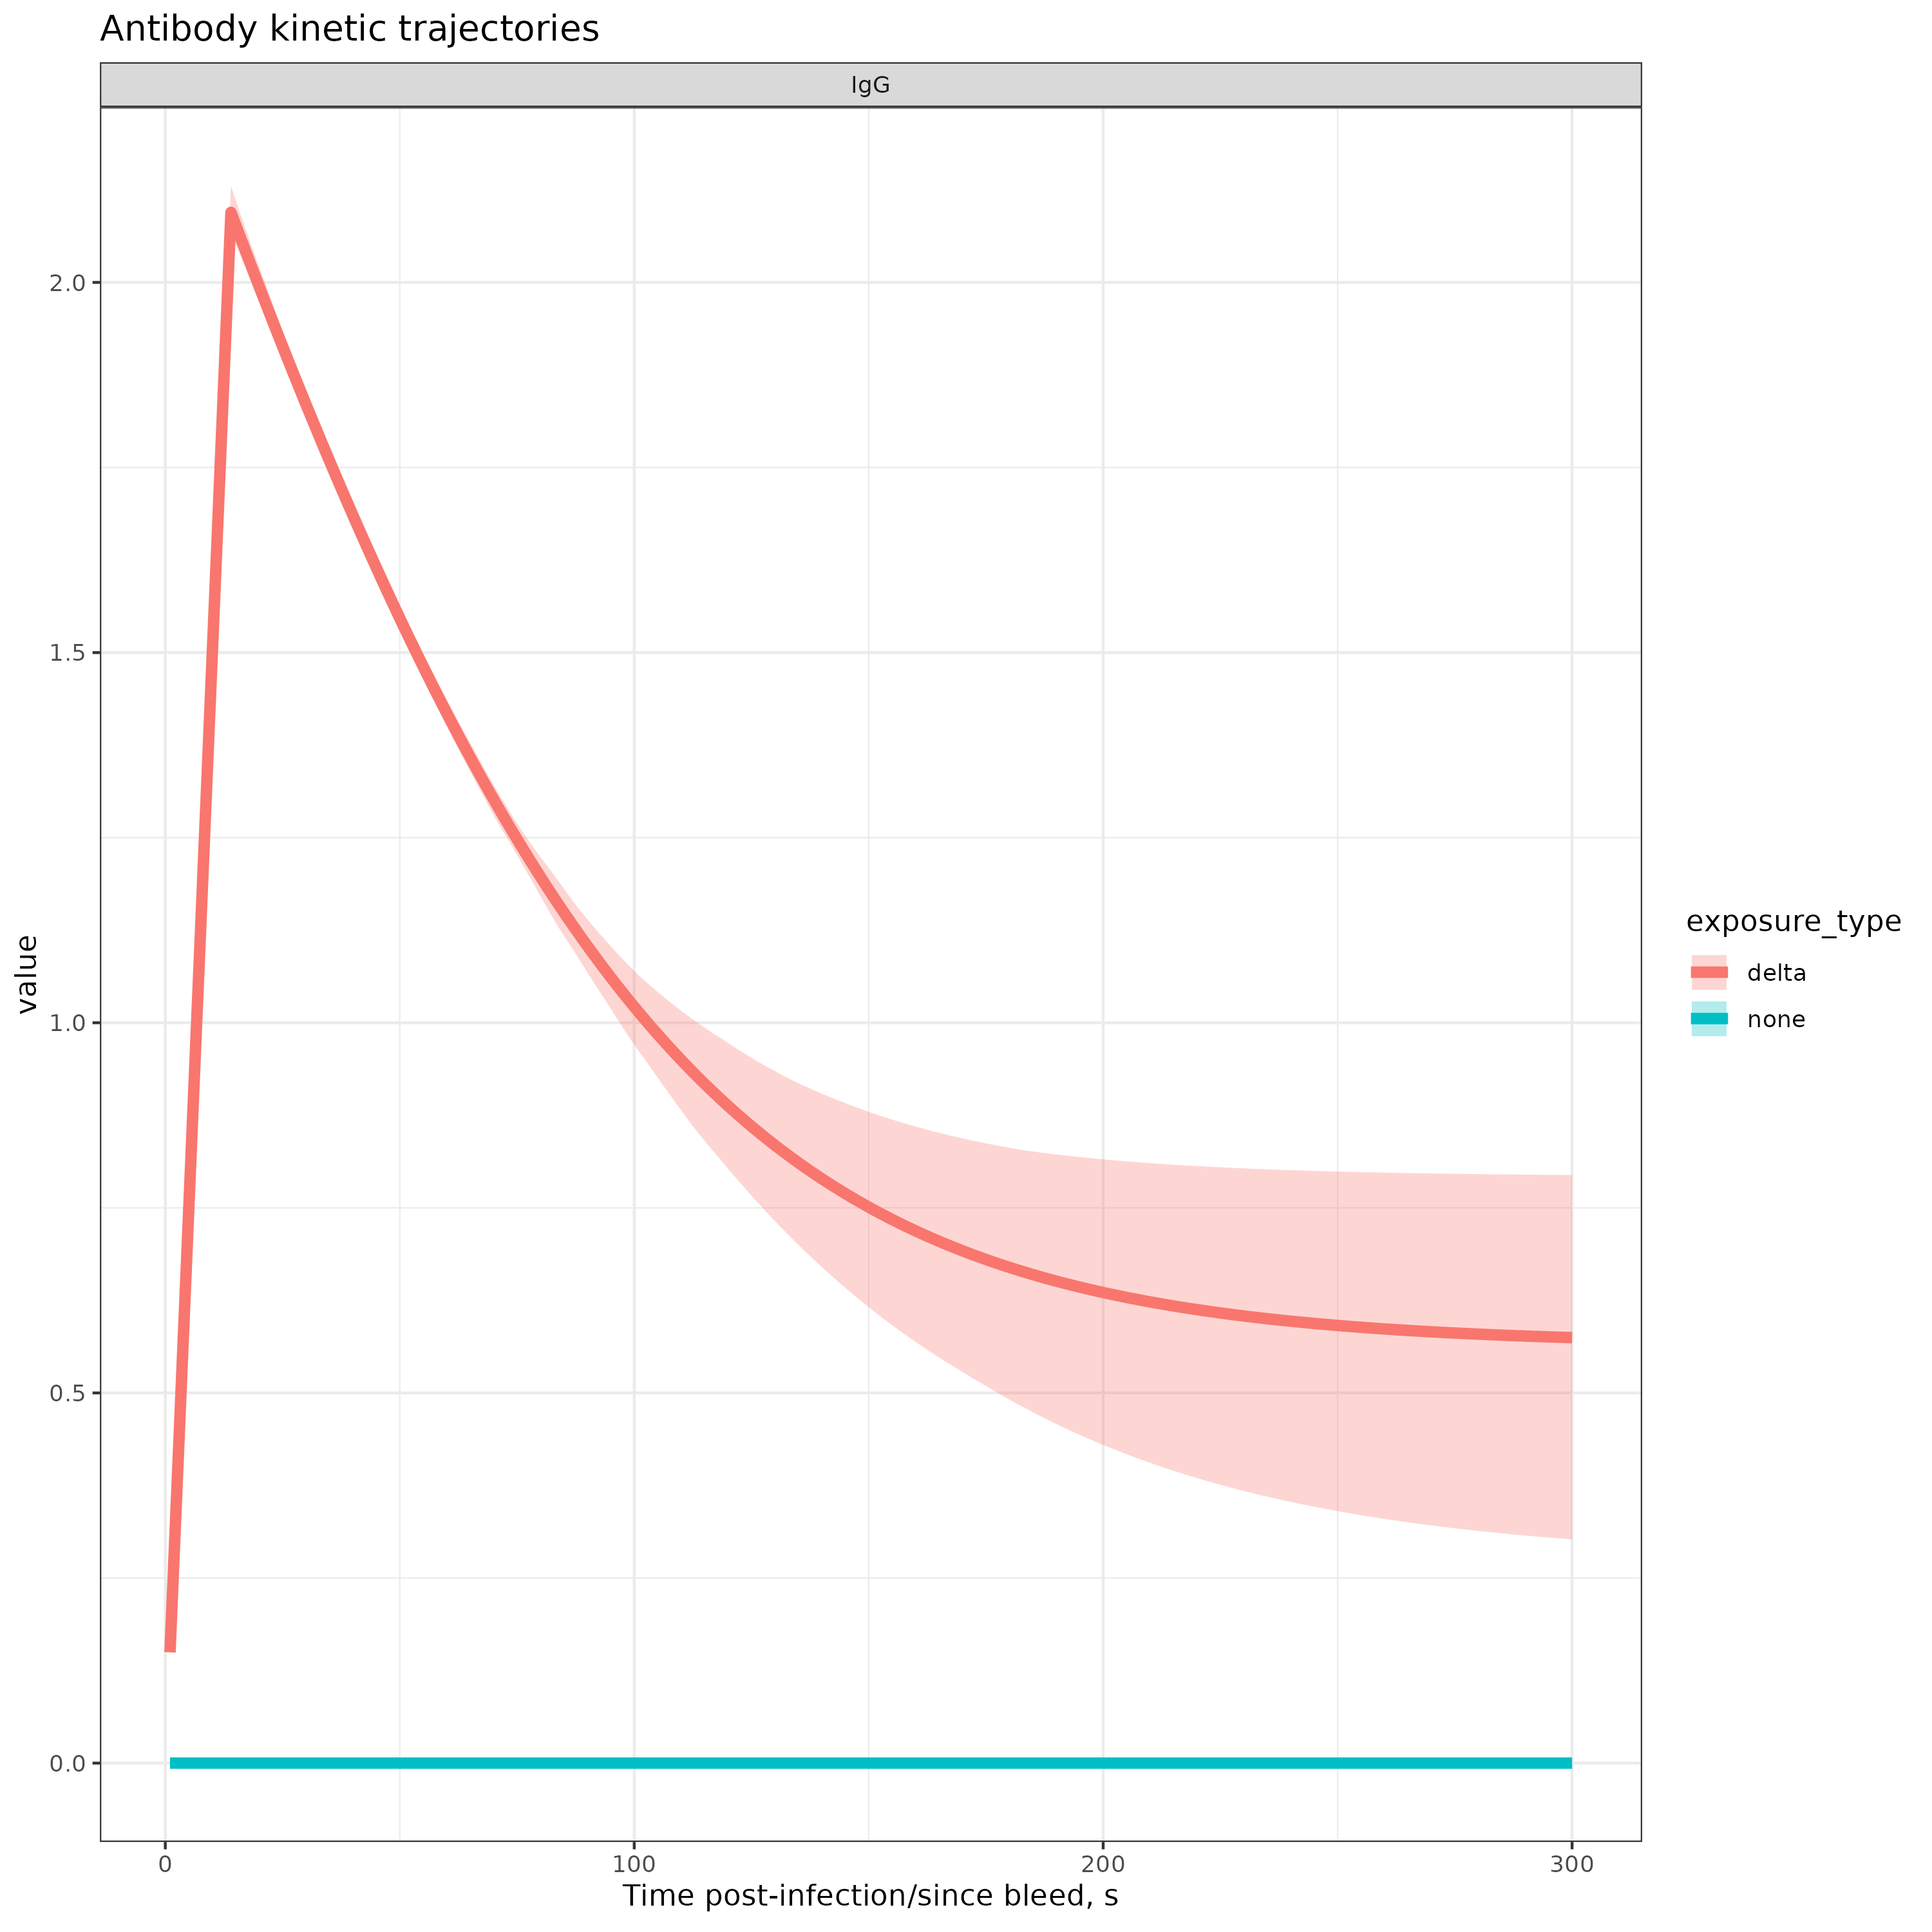 Antibody kinetic trajectories
IgG
value
2.0
1.5
1.0
0.5
0.0
0
100
200
300
Time post-infection/since bleed, s
exposure_type
delta
none